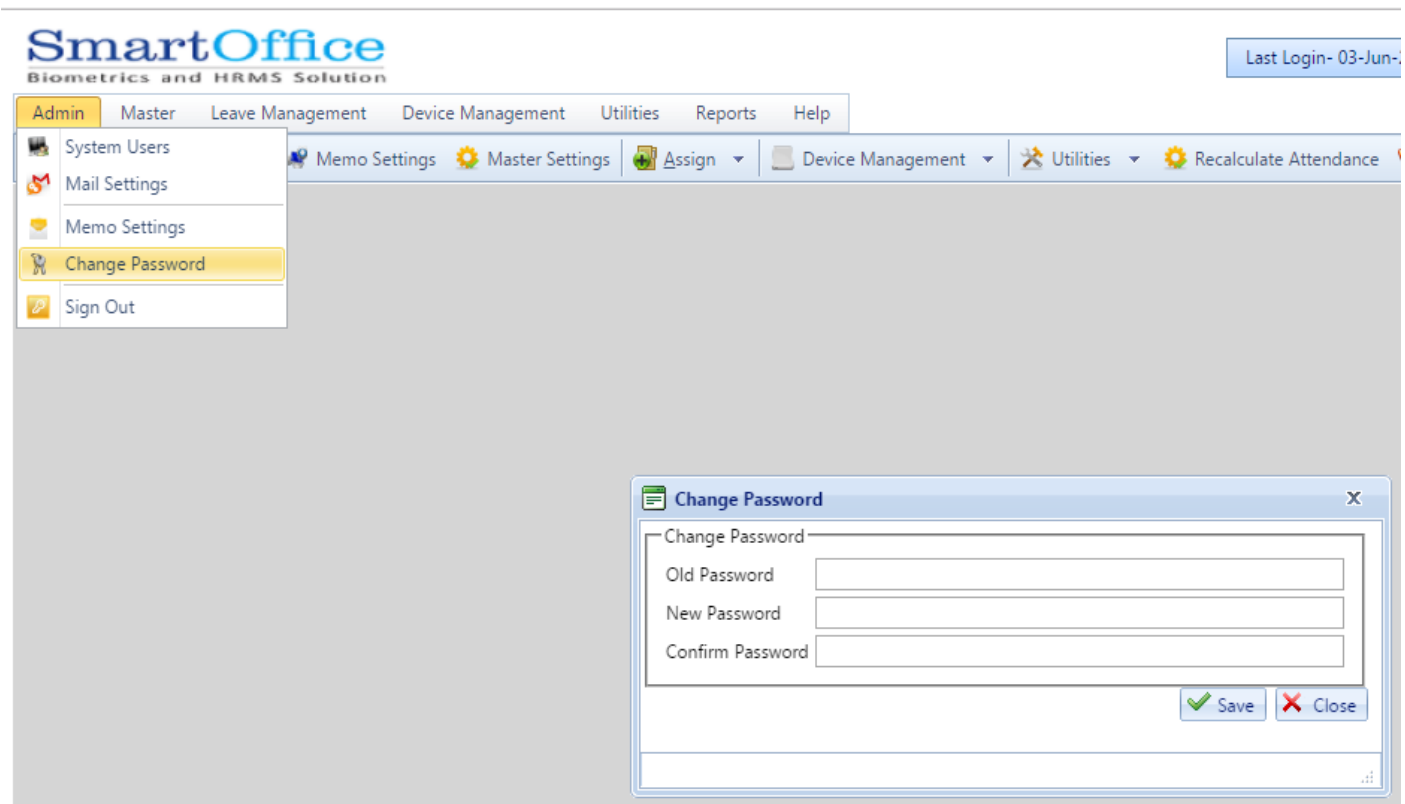 SmartOffice
Biometrics and HRMS Solution
Last Login- 03-Jun-
Admin Master Leave Management Device Management Utilities Reports Help
Memo Settings Master Settings Assign Device Management Utilities Recalculate Attendance
System Users
Mail Settings
Memo Settings
Change Password
Sign Out
Change Password X
Change Password
Old Password
New Password
Confirm Password
Save Close